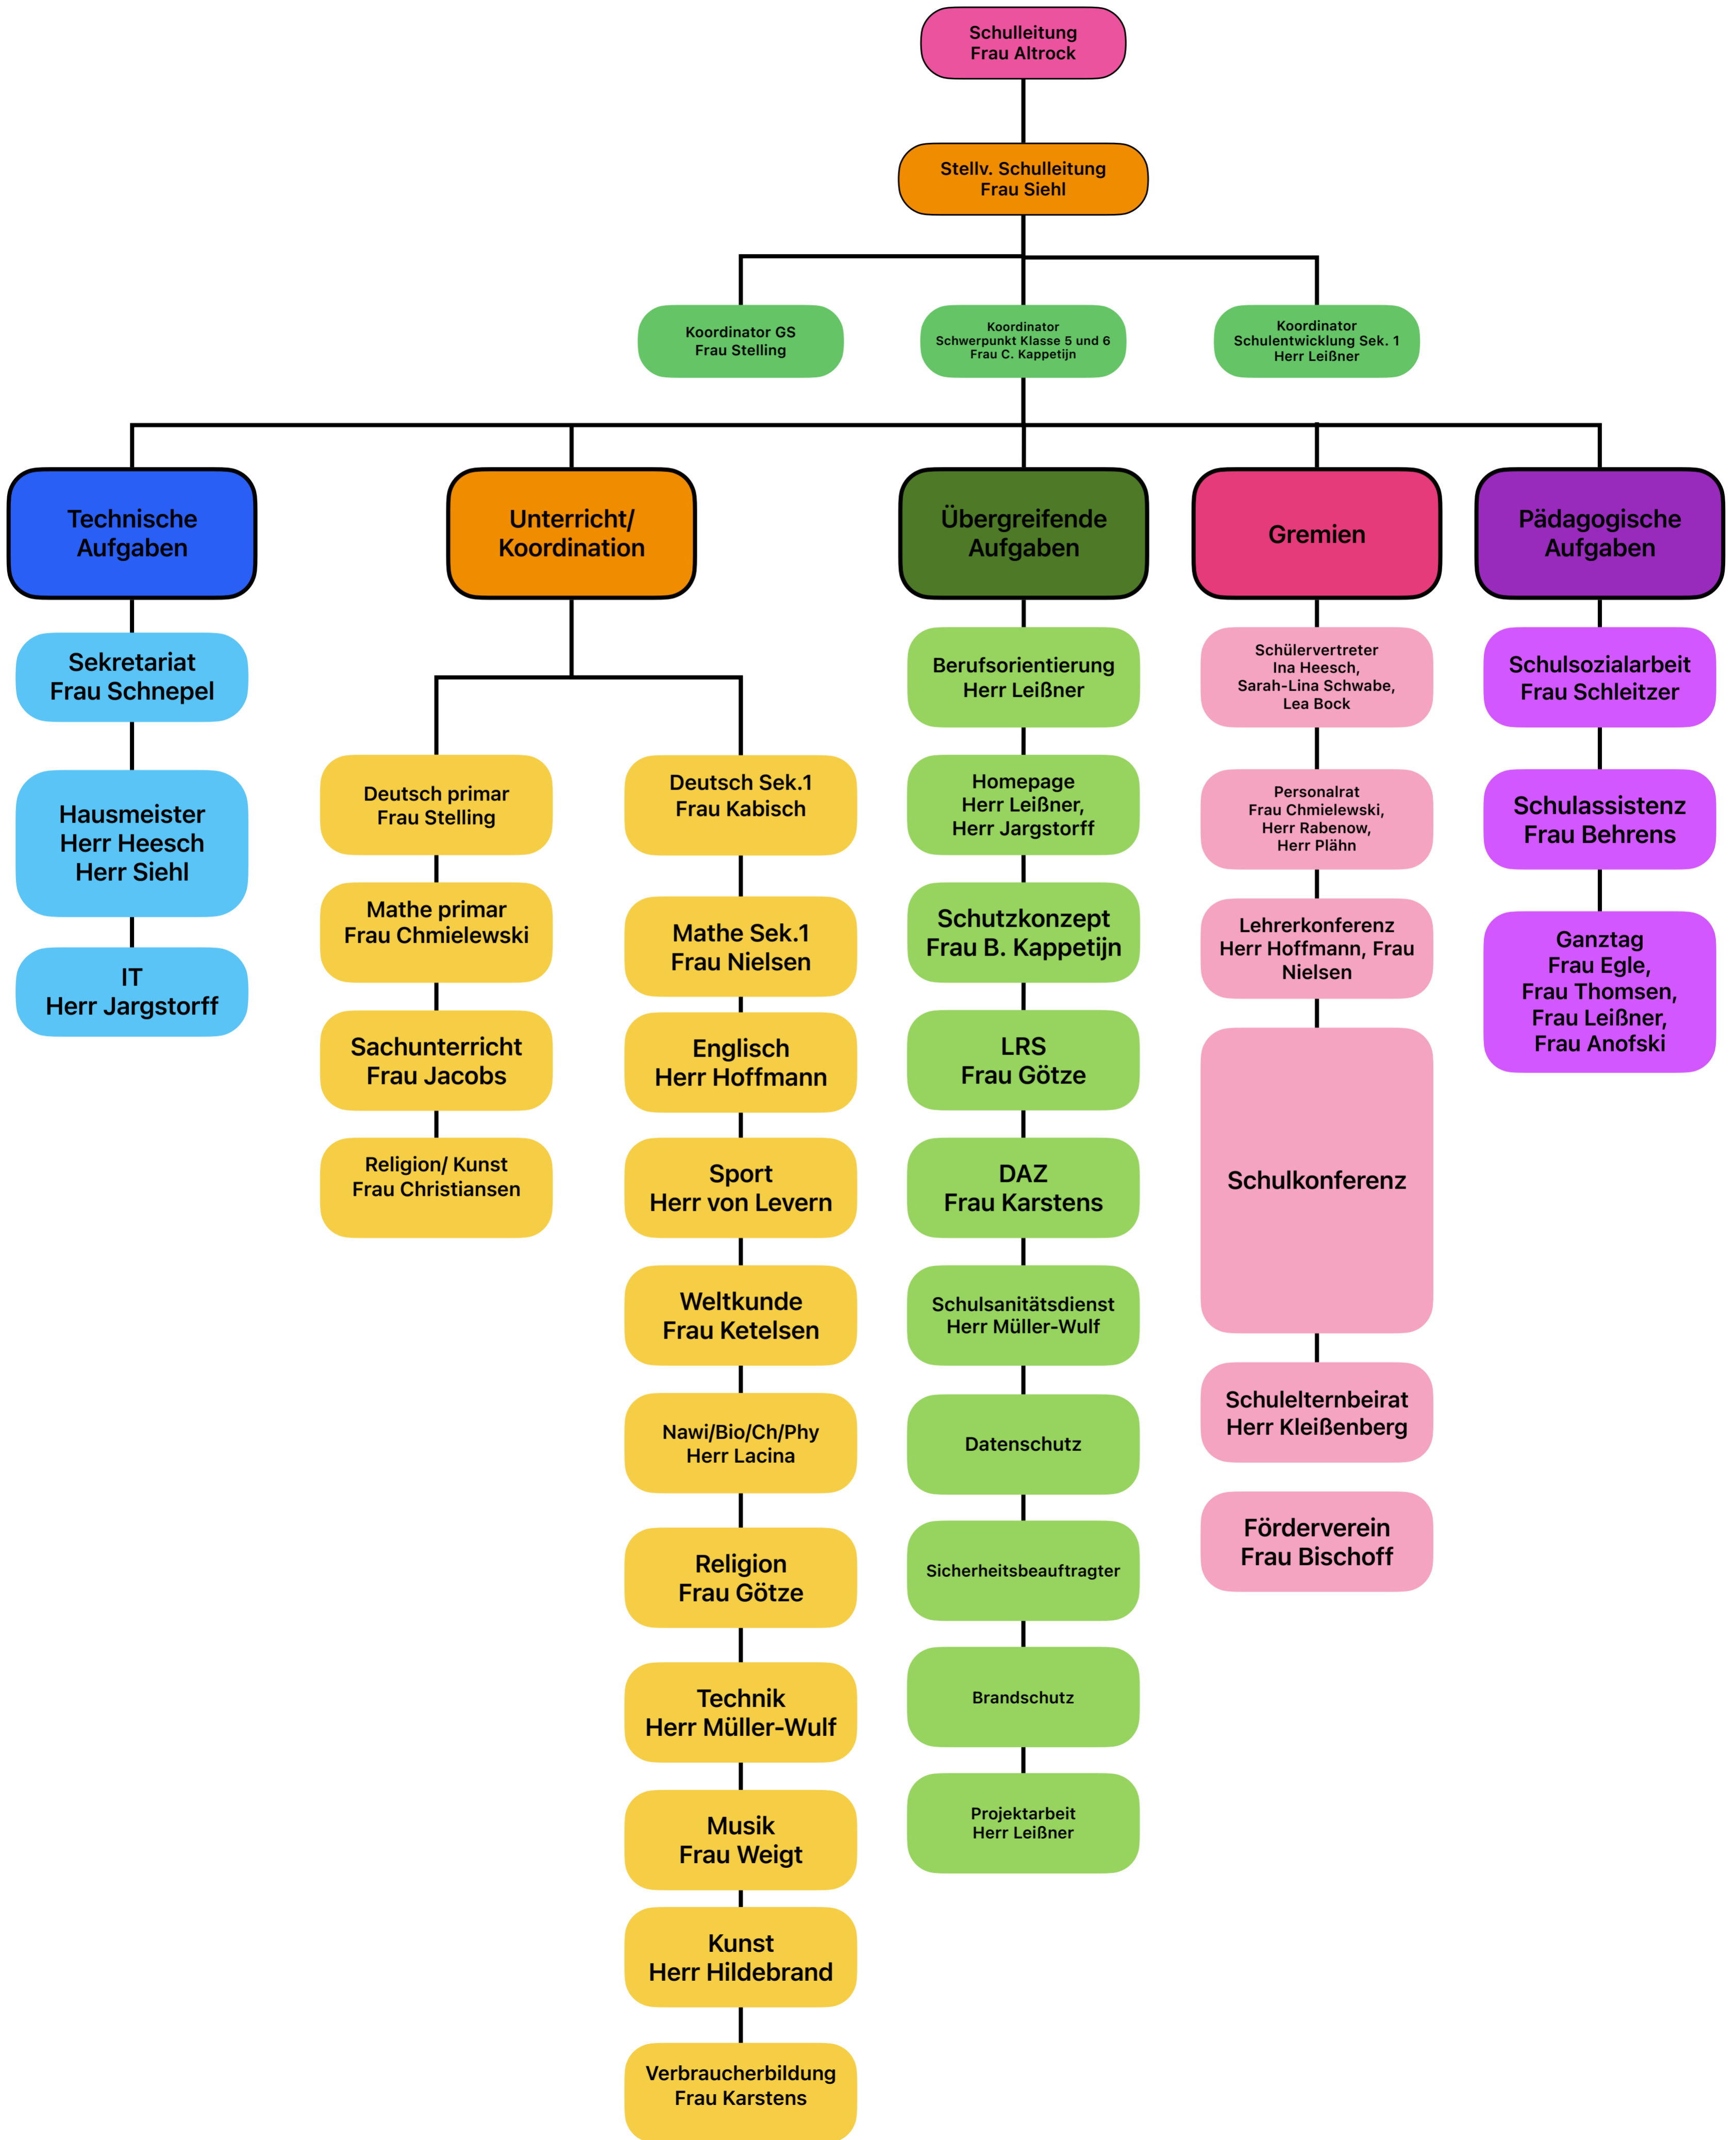 Schulleitung
Frau Altrock
Stellv. Schulleitung
Frau Siehl
Koordinator GS
Frau Stelling
Koordinator
Schwerpunkt Klasse 5 und 6
Frau C. Kappetijn
Koordinator
Schulentwicklung Sek. 1
Herr Leißner
Technische
Aufgaben
Sekretariat
Frau Schnepel
Hausmeister
Herr Heesch
Herr Siehl
IT
Herr Jargstorff
Unterricht/
Koordination
Deutsch primar
Frau Stelling
Mathe primar
Frau Chmielewski
Sachunterricht
Frau Jacobs
Religion/ Kunst
Frau Christiansen
Deutsch Sek.1
Frau Kabisch
Mathe Sek.1
Frau Nielsen
Englisch
Herr Hoffmann
Sport
Herr von Levern
Weltkunde
Frau Ketelsen
Nawi/Bio/Ch/Phy
Herr Lacina
Religion
Frau Götze
Technik
Herr Müller-Wulf
Musik
Frau Weigt
Kunst
Herr Hildebrand
Verbraucherbildung
Frau Karstens
Übergreifende
Aufgaben
Berufsorientierung
Herr Leißner
Homepage
Herr Leißner,
Herr Jargstorff
Schutzkonzept
Frau B. Kappetijn
LRS
Frau Götze
DAZ
Frau Karstens
Schulsanitätsdienst
Herr Müller-Wulf
Datenschutz
Sicherheitsbeauftragter
Brandschutz
Projektarbeit
Herr Leißner
Gremien
Schülervertreter
Ina Heesch,
Sarah-Lina Schwabe,
Lea Bock
Personalrat
Frau Chmielewski,
Herr Rabenow,
Herr Plähn
Lehrerkonferenz
Herr Hoffmann, Frau
Nielsen
Schulkonferenz
Schulelternbeirat
Herr Kleißenberg
Förderverein
Frau Bischoff
Pädagogische
Aufgaben
Schulsozialarbeit
Frau Schleitzer
Schulassistenz
Frau Behrens
Ganztag
Frau Egle,
Frau Thomsen,
Frau Leißner,
Frau Anofski